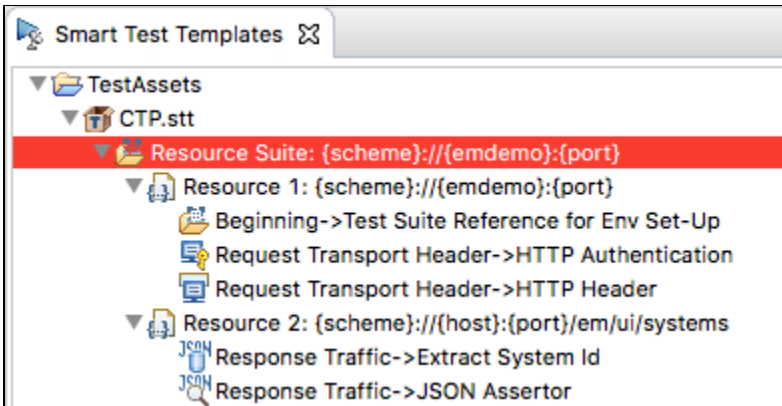 Smart Test Templates
TestAssets
CTP.stt
Resource Suite: {scheme}://{emdemo}:{port}
Resource 1: {scheme}://{emdemo}:{port}
Beginning->Test Suite Reference for Env Set-Up
Request Transport Header->HTTP Authentication
Request Transport Header->HTTP Header
Resource 2: {scheme}://{host}:{port}/em/ui/systems
JSON Response Traffic->Extract System Id
JSON Response Traffic->JSON Assertor